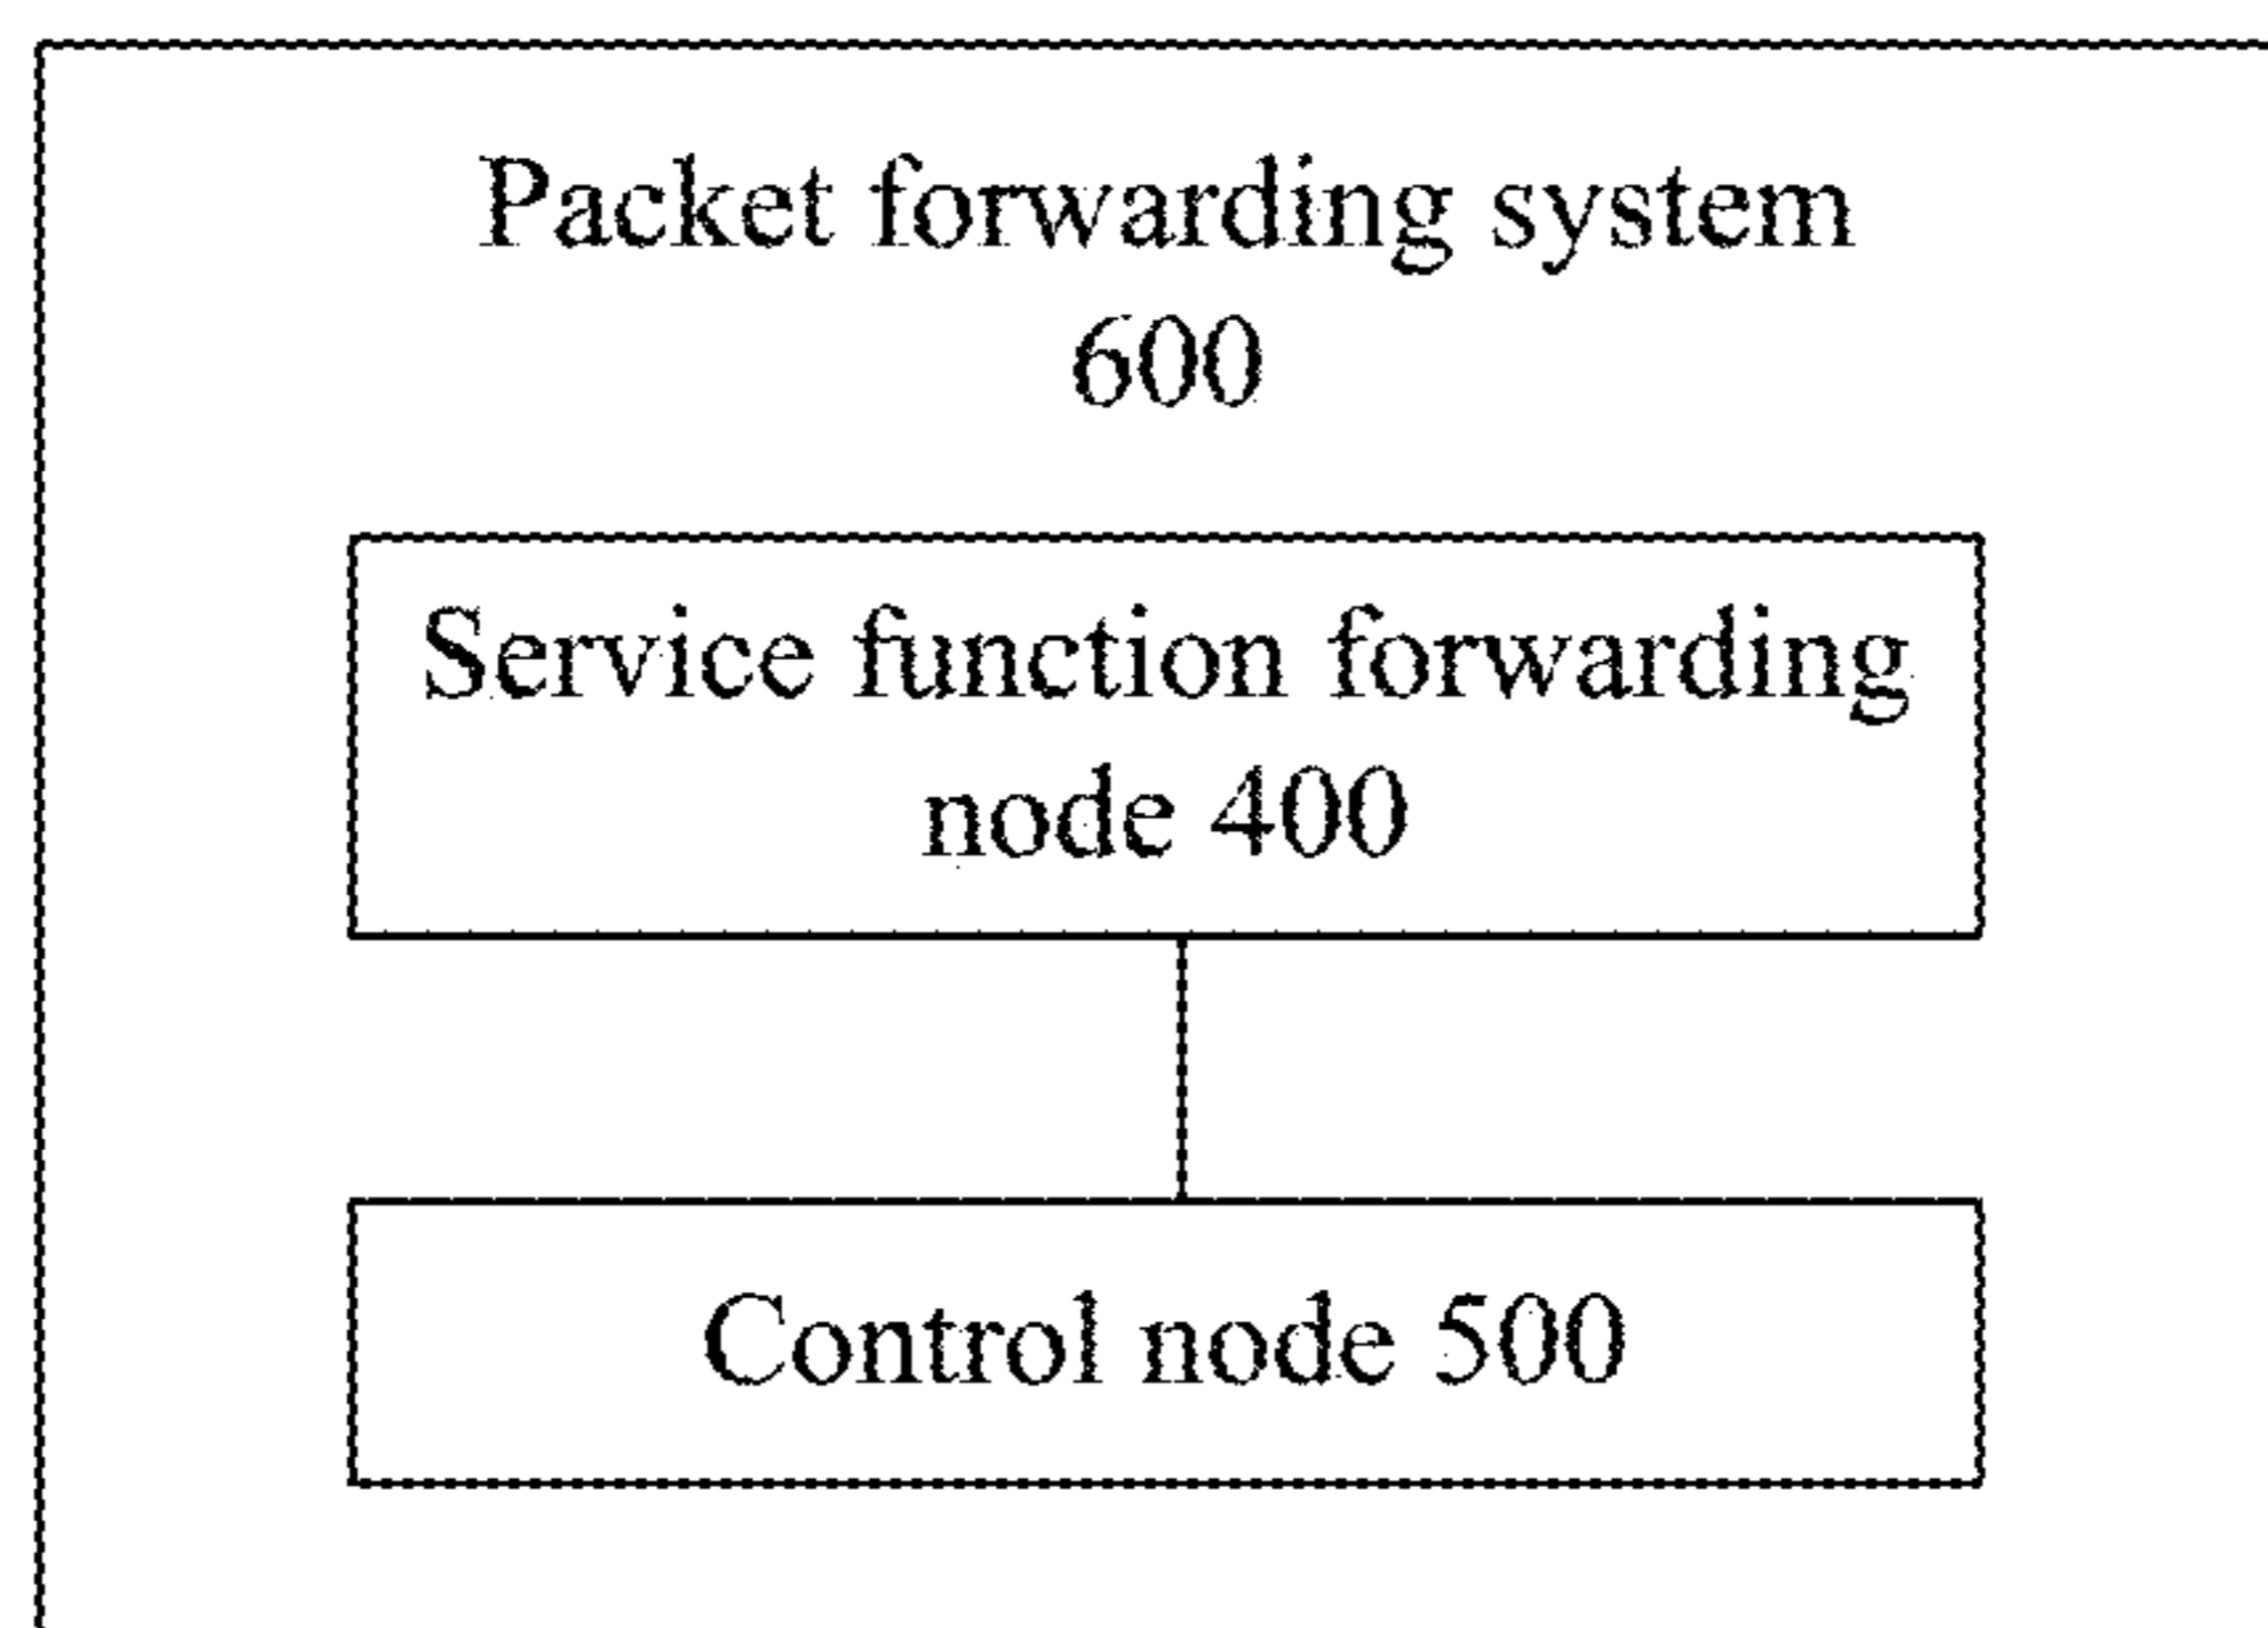 Packet forwarding system
600
Service function forwarding
node 400
Control node 500